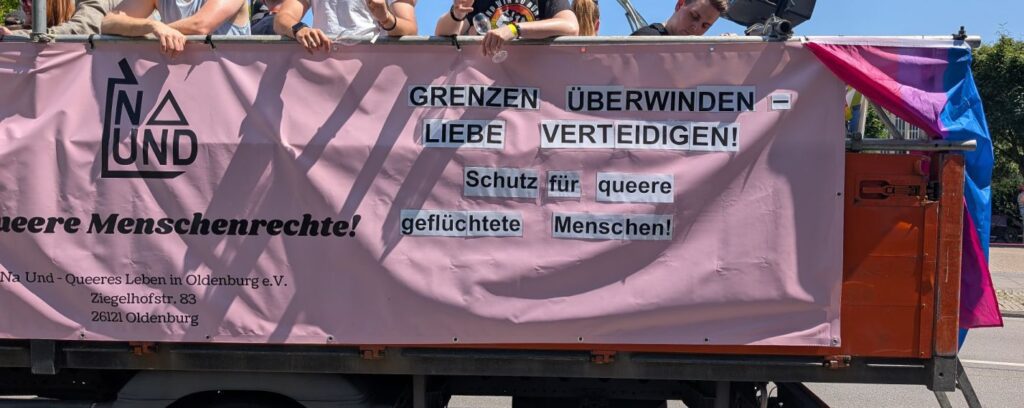 NA
UND
ueere Menschenrechte!
Na Und - Queeres Leben in Oldenburg e.V.
Ziegelhofstr. 83
26121 Oldenburg
GRENZEN ÜBERWINDEN –
LIEBE VERTEIDIGEN!
Schutz für queere
geflüchtete Menschen!